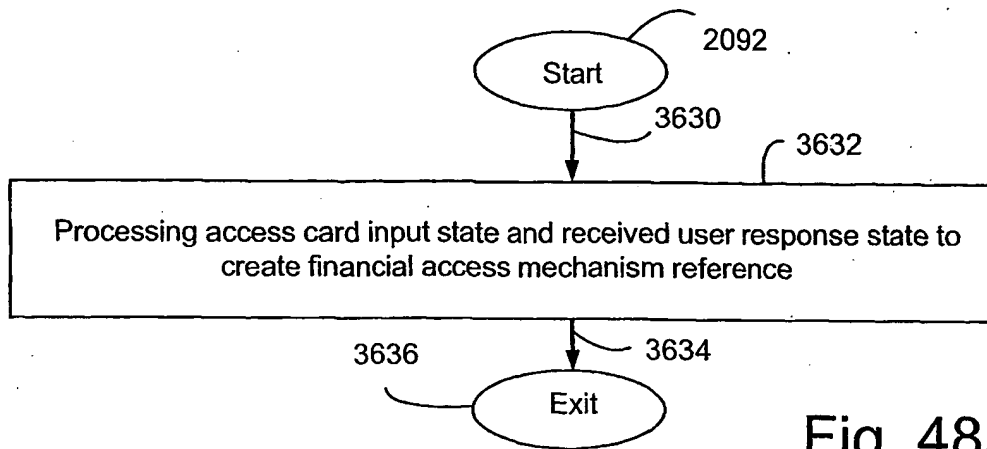 2092
Start
3630
3632
Processing access card input state and received user response state to
create financial access mechanism reference
3636
3634
Exit
Fig. 48